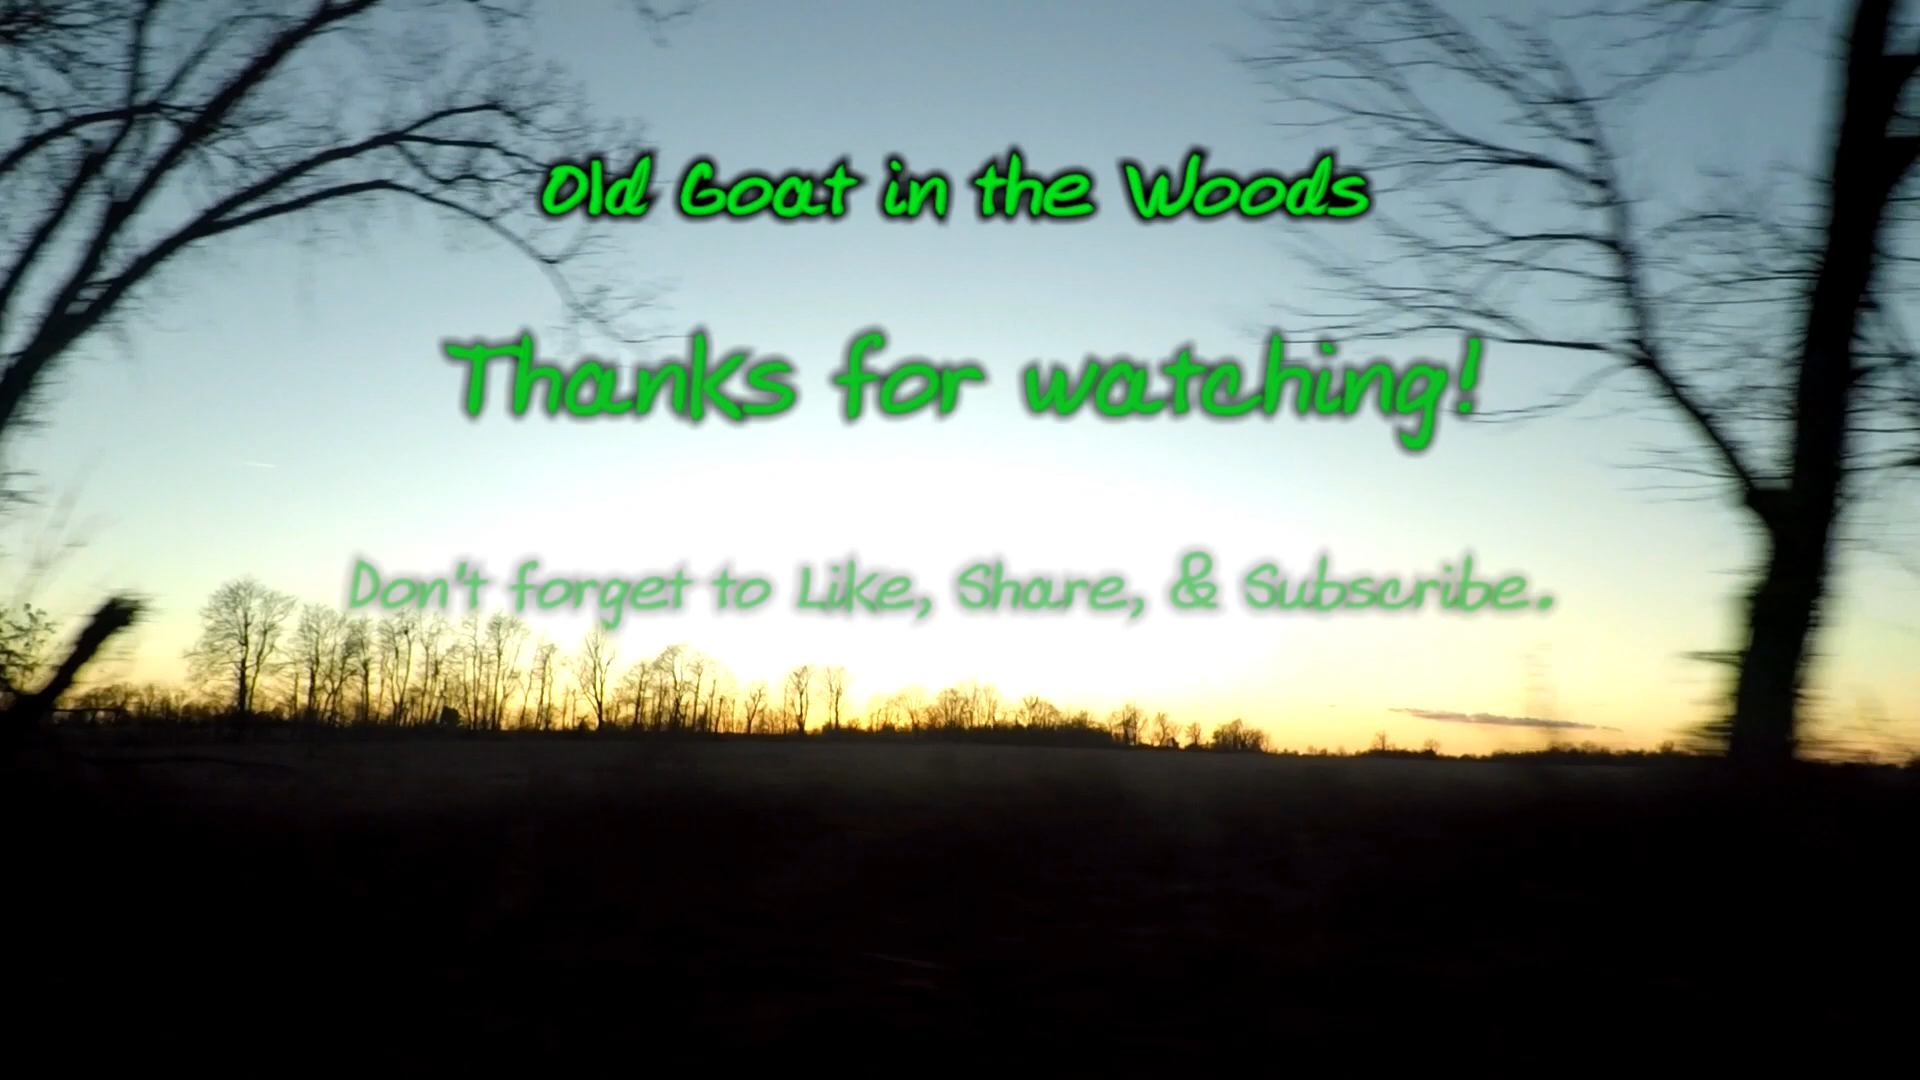 Old Goat in the Woods
Thanks for watching!
Don't forget to Like, Share, & Subscribe.